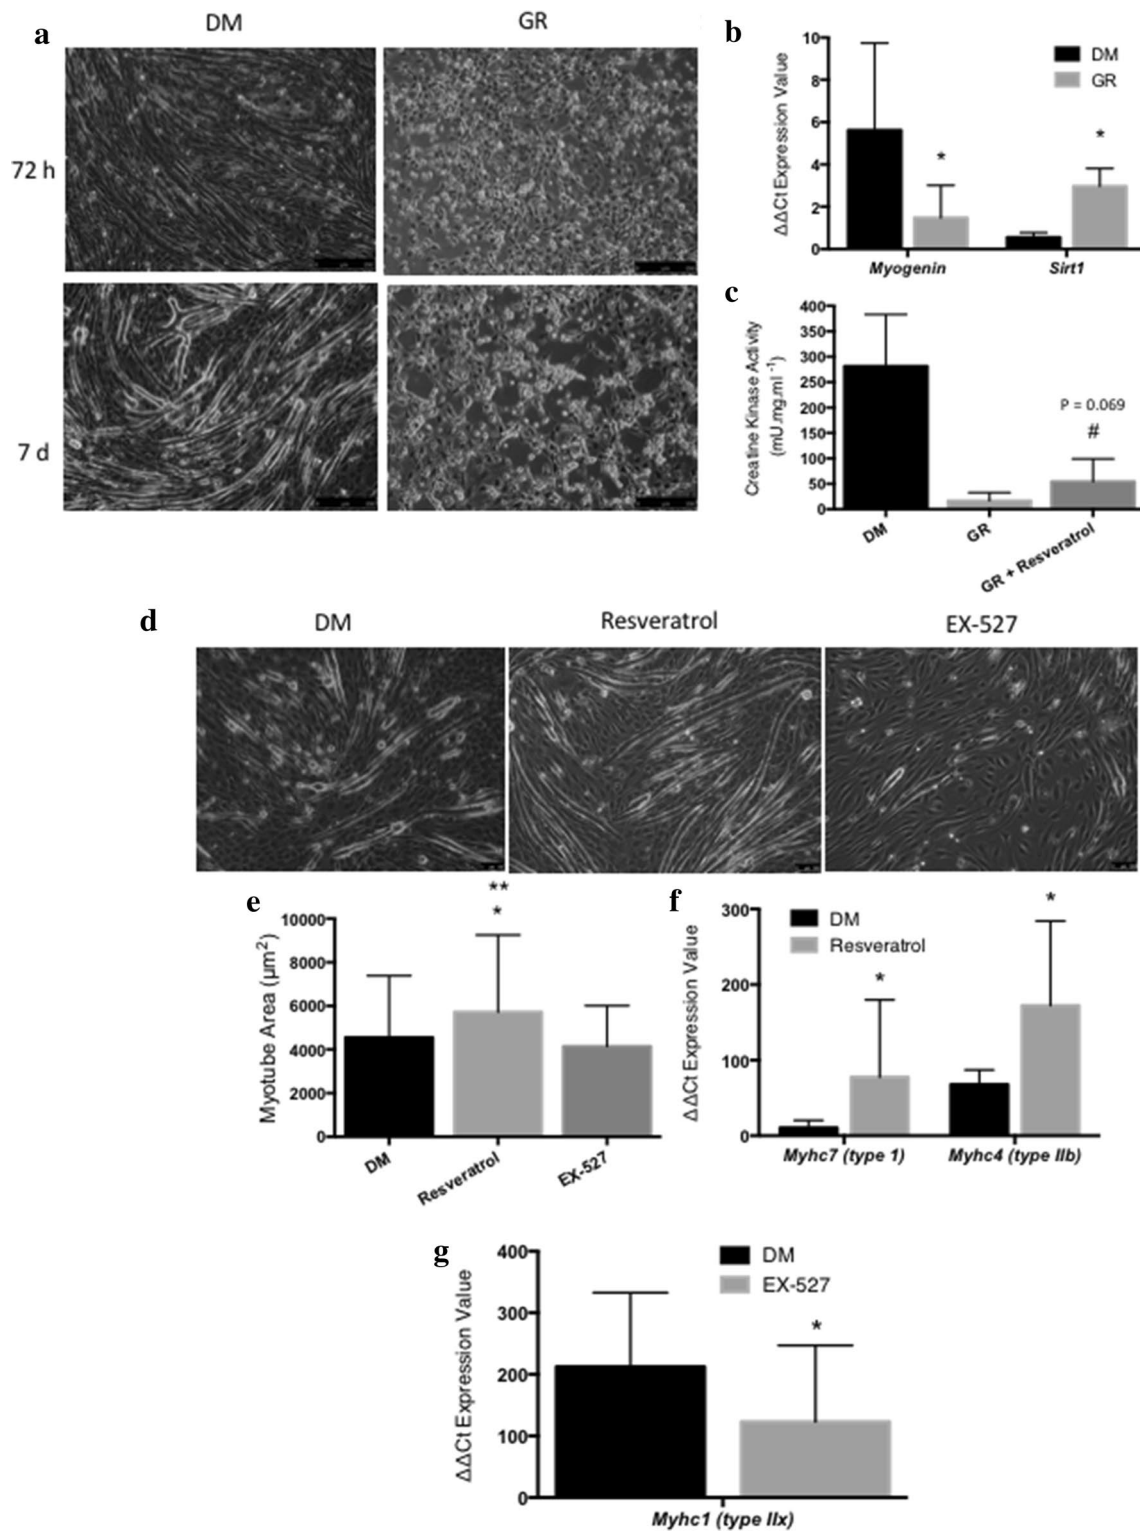 a
DM
GR
72 h
7 d
b
ΔΔCt Expression Value
10
8
6
4
2
0
DM
GR
*
*
Myogenin
Sirt1
c
Creatine Kinase Activity
(mU.mg.ml⁻¹)
400
350
300
250
200
150
100
50
0
P = 0.069
#
DM
GR
GR + Resveratrol
d
DM
Resveratrol
EX-527
e
Myotube Area (µm²)
10000
8000
6000
4000
2000
0
**
*
DM
Resveratrol
EX-527
f
ΔΔCt Expression Value
300
200
100
0
DM
Resveratrol
*
*
Myhc7 (type 1)
Myhc4 (type IIb)
g
ΔΔCt Expression Value
400
300
200
100
0
DM
EX-527
*
Myhc1 (type IIx)